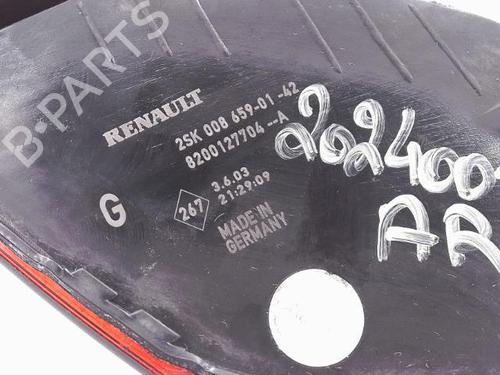 B-PARTS
RENAULT
2SK 008 659-01 -42
8200127704 --A
G
267
3.6.03
21:29:09
MADE IN
GERMANY
202400
AR